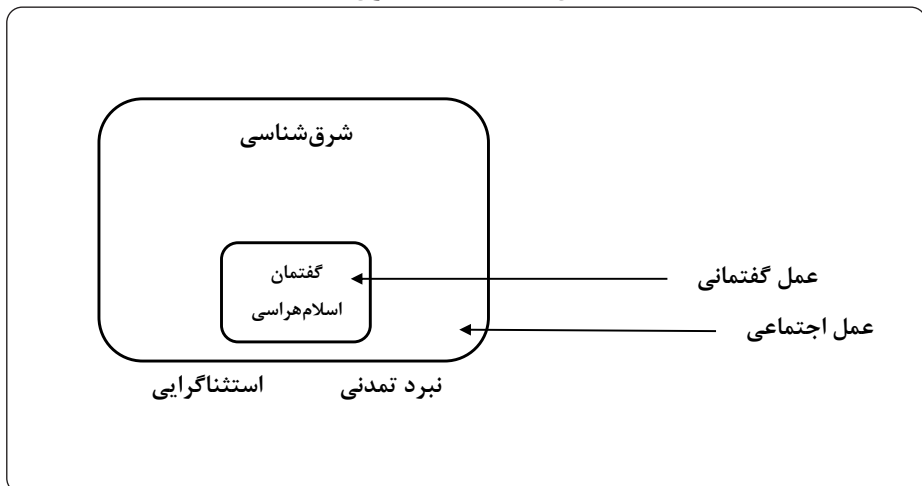 شرق‌شناسی
گفتمان
اسلام‌هراسی
عمل گفتمانی
عمل اجتماعی
نبرد تمدنی
استثناگرایی